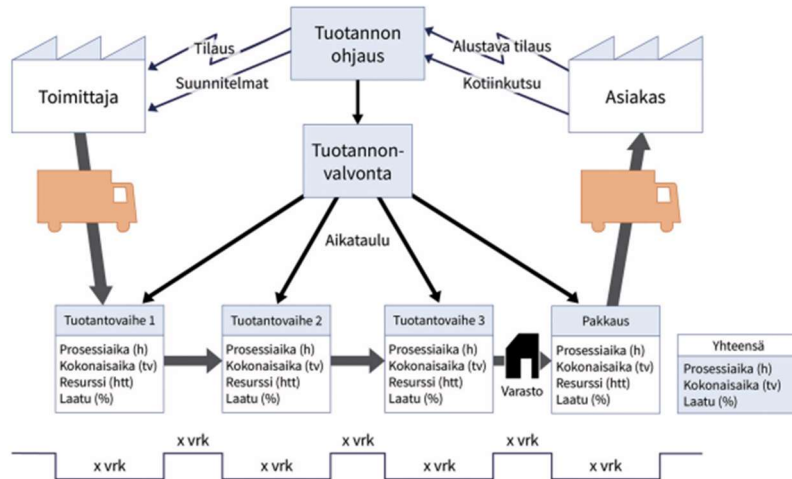 Tuotannon
ohjaus
Tilaus
Alustava tilaus
Suunnitelmat
Kotiinkutsu
Toimittaja
Asiakas
Tuotannon-
valvonta
Aikataulu
Tuotantovaihe 1
Prosessiaika (h)
Kokonaisaika (tv)
Resurssi (htt)
Laatu (%)
Tuotantovaihe 2
Prosessiaika (h)
Kokonaisaika (tv)
Resurssi (htt)
Laatu (%)
Tuotantovaihe 3
Prosessiaika (h)
Kokonaisaika (tv)
Resurssi (htt)
Laatu (%)
Varasto
Pakkaus
Prosessiaika (h)
Kokonaisaika (tv)
Resurssi (htt)
Laatu (%)
Yhteensä
Prosessiaika (h)
Kokonaisaika (tv)
Laatu (%)
x vrk x vrk x vrk
x vrk x vrk x vrk x vrk